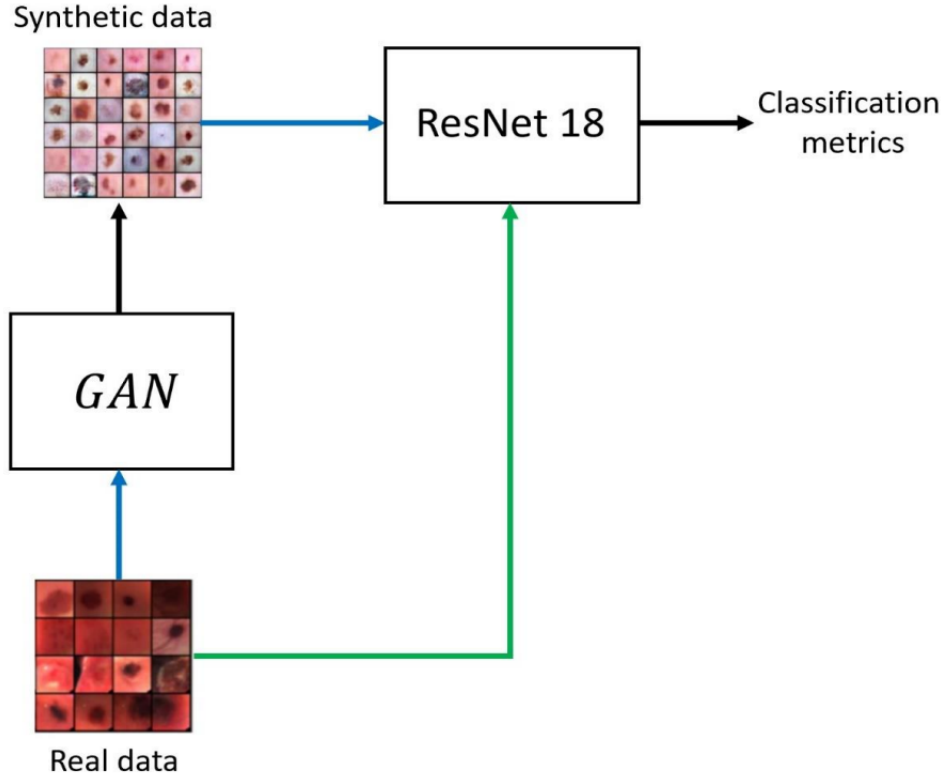 Synthetic data
ResNet 18
Classification
metrics
GAN
Real data